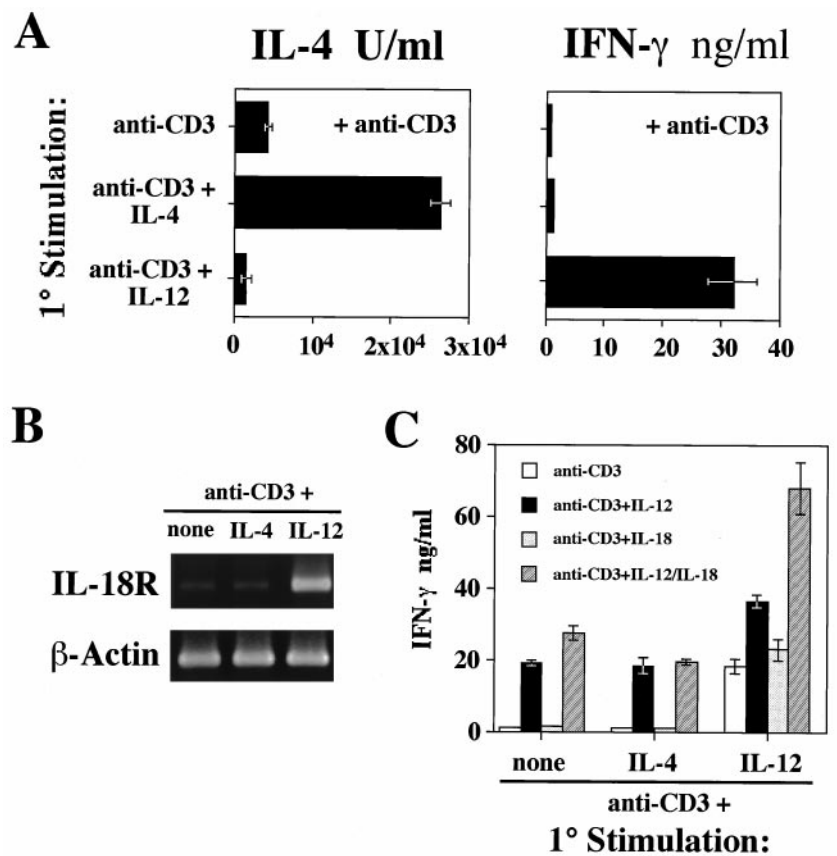 A
IL-4 U/ml
IFN-γ ng/ml
1° Stimulation:
anti-CD3
anti-CD3 +
IL-4
anti-CD3 +
IL-12
+ anti-CD3
0 10⁴ 2x10⁴ 3x10⁴
+ anti-CD3
0 10 20 30 40
B
anti-CD3 +
none IL-4 IL-12
IL-18R
β-Actin
C
IFN-γ ng/ml
80
60
40
20
0
anti-CD3
anti-CD3+IL-12
anti-CD3+IL-18
anti-CD3+IL-12/IL-18
none IL-4 IL-12
anti-CD3 +
1° Stimulation: